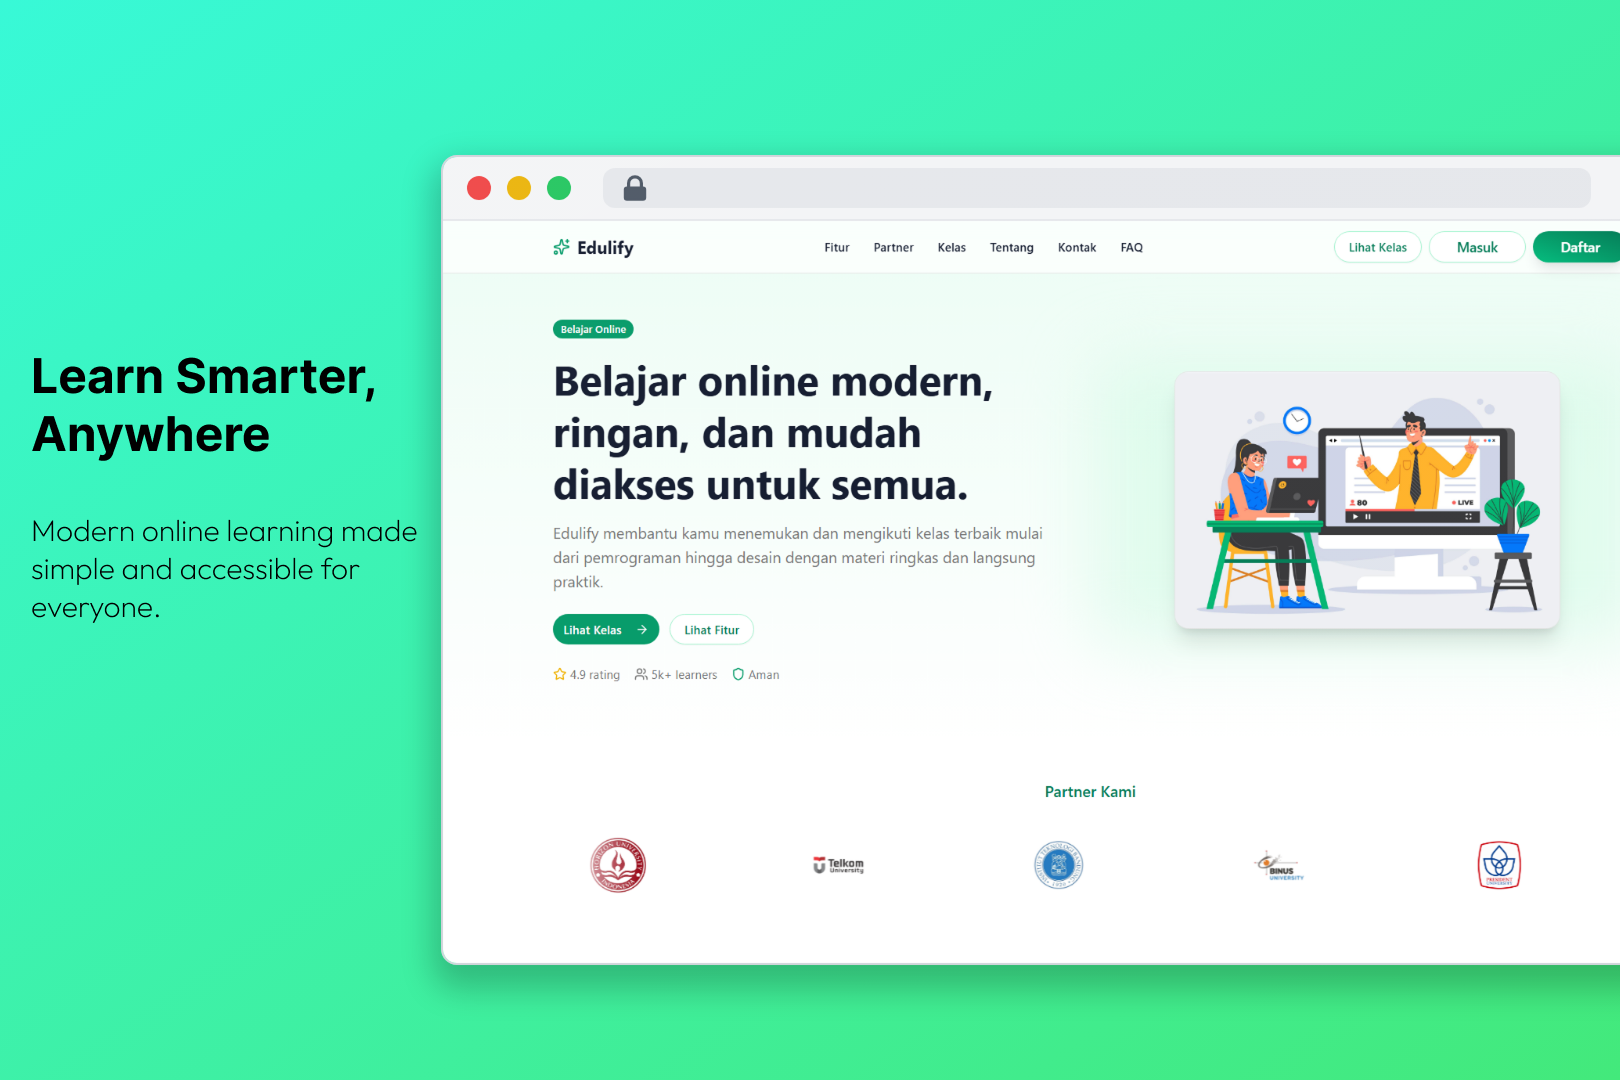 Learn Smarter,
Anywhere
Modern online learning made
simple and accessible for
everyone.
Edulify
Fitur
Partner
Kelas
Tentang
Kontak
FAQ
Lihat Kelas
Masuk
Daftar
Belajar Online
Belajar online modern,
ringan, dan mudah
diakses untuk semua.
Edulify membantu kamu menemukan dan mengikuti kelas terbaik mulai
dari pemrograman hingga desain dengan materi ringkas dan langsung
praktik.
Lihat Kelas
Lihat Fitur
4.9 rating
5k+ learners
Aman
80
LIVE
Partner Kami
Telkom
University
BINUS
UNIVERSITY
PRESIDENT
UNIVERSITY